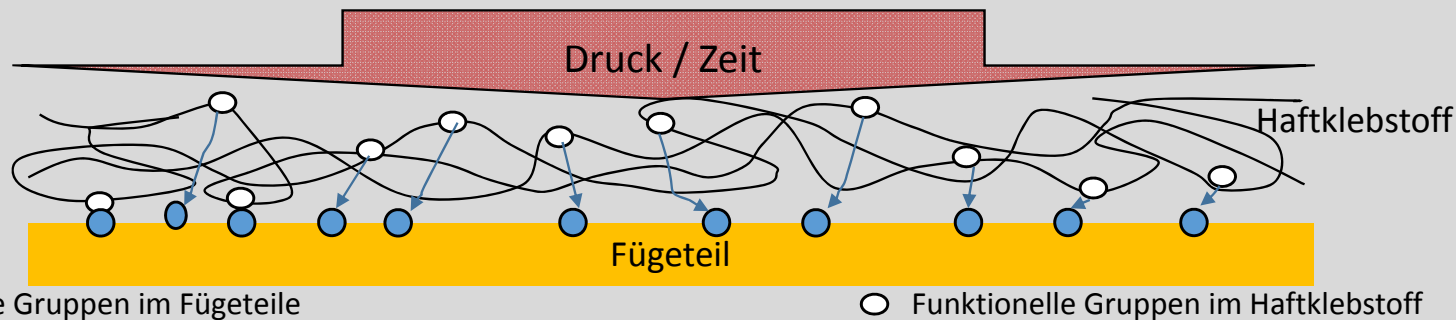 Druck / Zeit
Haftklebstoff
Fügeteil
e Gruppen im Fügeteile
Funktionelle Gruppen im Haftklebstoff